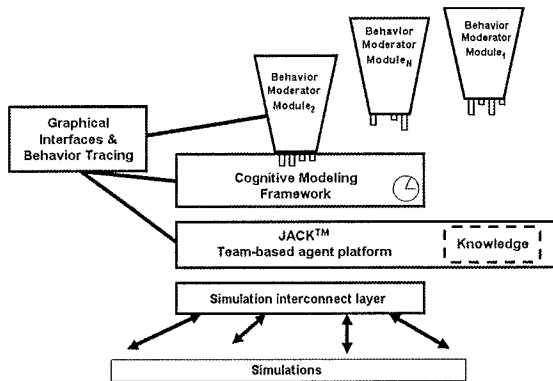 Behavior
Moderator
Module1
Behavior
Moderator
ModuleN
Behavior
Moderator
Module2
Graphical
Interfaces &
Behavior Tracing
Cognitive Modeling
Framework
JACK™
Team-based agent platform
Knowledge
Simulation interconnect layer
Simulations